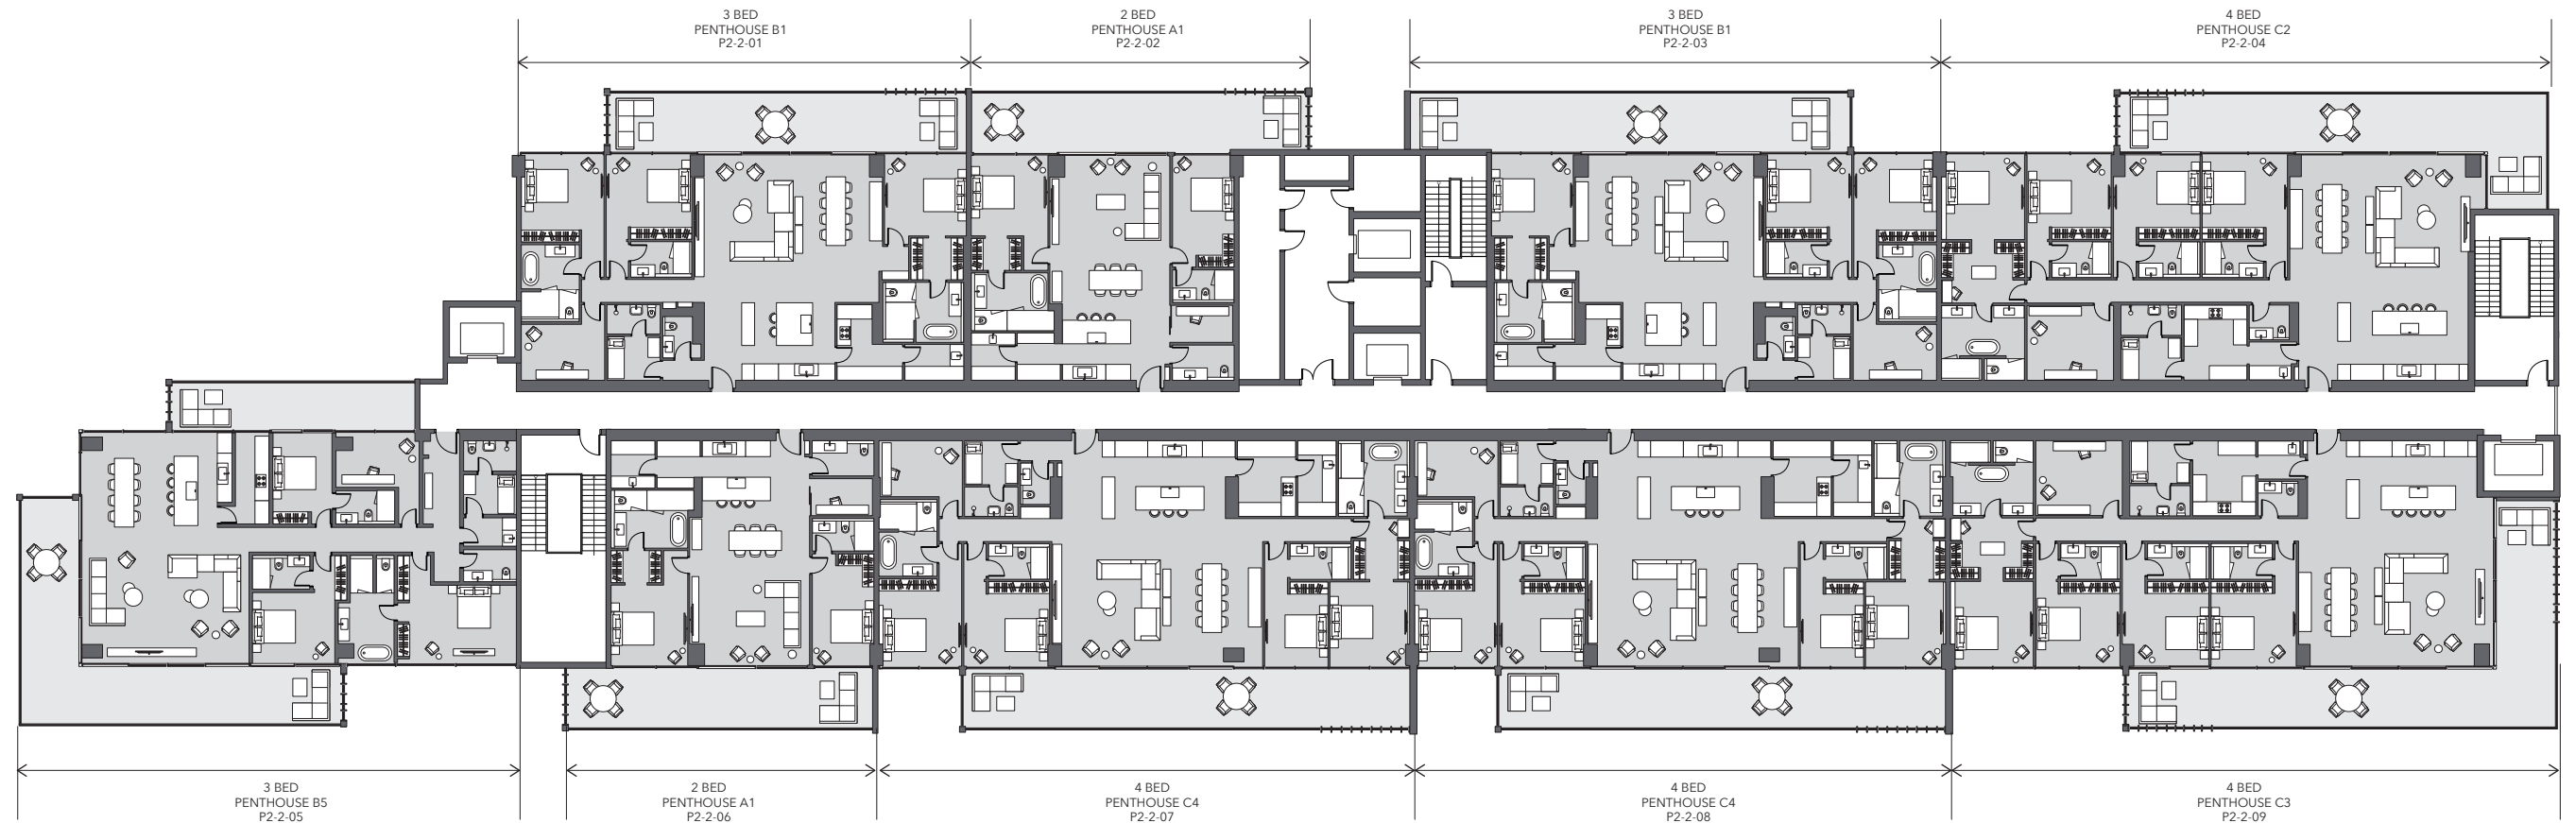 3 BED
PENTHOUSE B1
P2-2-01
2 BED
PENTHOUSE A1
P2-2-02
3 BED
PENTHOUSE B1
P2-2-03
4 BED
PENTHOUSE C2
P2-2-04
3 BED
PENTHOUSE B5
P2-2-05
2 BED
PENTHOUSE A1
P2-2-06
4 BED
PENTHOUSE C4
P2-2-07
4 BED
PENTHOUSE C4
P2-2-08
4 BED
PENTHOUSE C3
P2-2-09